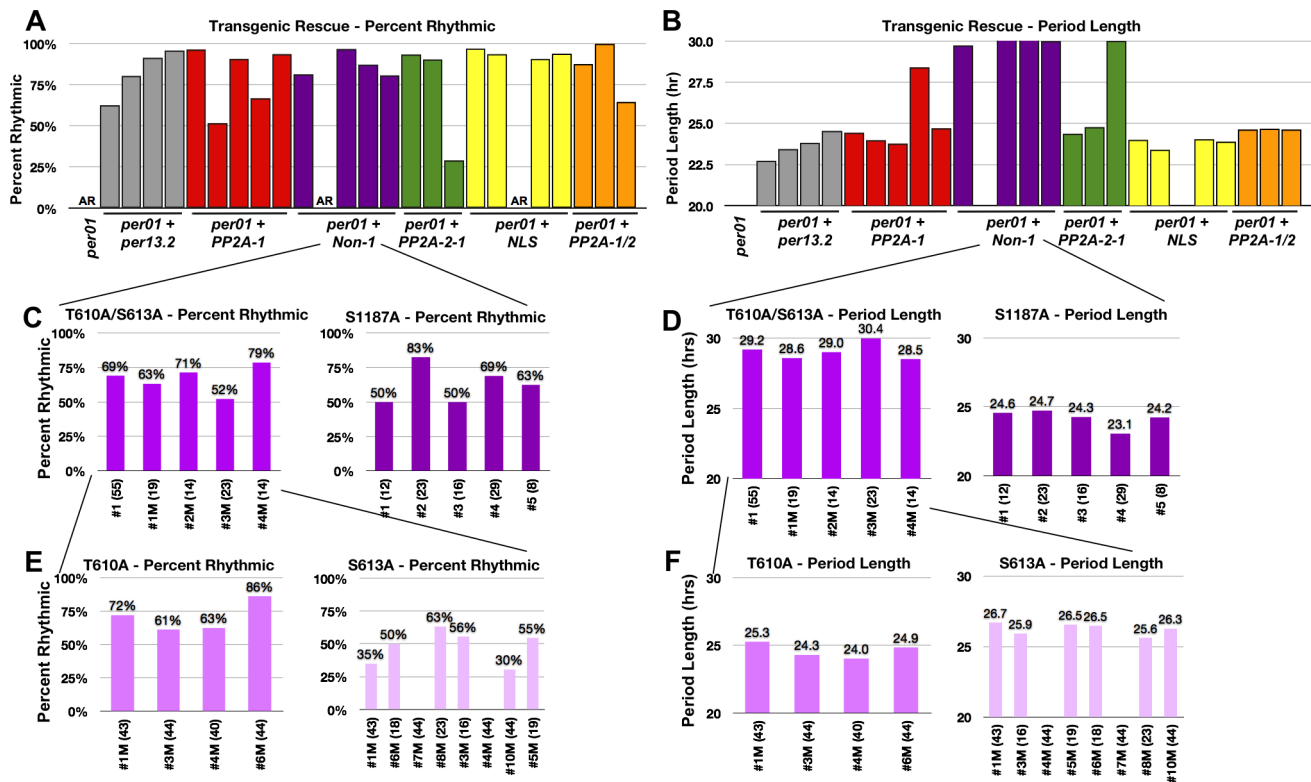 A
Transgenic Rescue - Percent Rhythmic
Percent Rhythmic
100%
75%
50%
25%
0%
AR
AR
AR
per01
per01 +
per13.2
per01 +
PP2A-1
per01 +
Non-1
per01 +
PP2A-2-1
per01 +
NLS
per01 +
PP2A-1/2
B
Transgenic Rescue - Period Length
Period Length (hr)
30.0
27.5
25.0
22.5
20.0
per01
per01 +
per13.2
per01 +
PP2A-1
per01 +
Non-1
per01 +
PP2A-2-1
per01 +
NLS
per01 +
PP2A-1/2
C
T610A/S613A - Percent Rhythmic
Percent Rhythmic
100%
75%
50%
25%
0%
69%
63%
71%
52%
79%
#1 (55)
#1M (19)
#2M (14)
#3M (23)
#4M (14)
S1187A - Percent Rhythmic
100%
75%
50%
25%
0%
50%
83%
50%
69%
63%
#1 (12)
#2 (23)
#3 (16)
#4 (29)
#5 (8)
D
T610A/S613A - Period Length
Period Length (hrs)
30
25
20
29.2
28.6
29.0
30.4
28.5
#1 (55)
#1M (19)
#2M (14)
#3M (23)
#4M (14)
S1187A - Period Length
30
25
20
24.6
24.7
24.3
23.1
24.2
#1 (12)
#2 (23)
#3 (16)
#4 (29)
#5 (8)
E
T610A - Percent Rhythmic
Percent Rhythmic
100%
75%
50%
25%
0%
72%
61%
63%
86%
#1M (43)
#3M (44)
#4M (40)
#6M (44)
S613A - Percent Rhythmic
100%
75%
50%
25%
0%
35%
50%
63%
56%
30%
55%
#1M (43)
#6M (18)
#7M (44)
#8M (23)
#3M (16)
#4M (44)
#10M (44)
#5M (19)
F
T610A - Period Length
Period Length (hrs)
30
25
20
25.3
24.3
24.0
24.9
#1M (43)
#3M (44)
#4M (40)
#6M (44)
S613A - Period Length
30
26
20
26.7
25.9
26.5
26.5
25.6
26.3
#1M (43)
#3M (16)
#4M (44)
#5M (19)
#6M (18)
#7M (44)
#8M (23)
#10M (44)